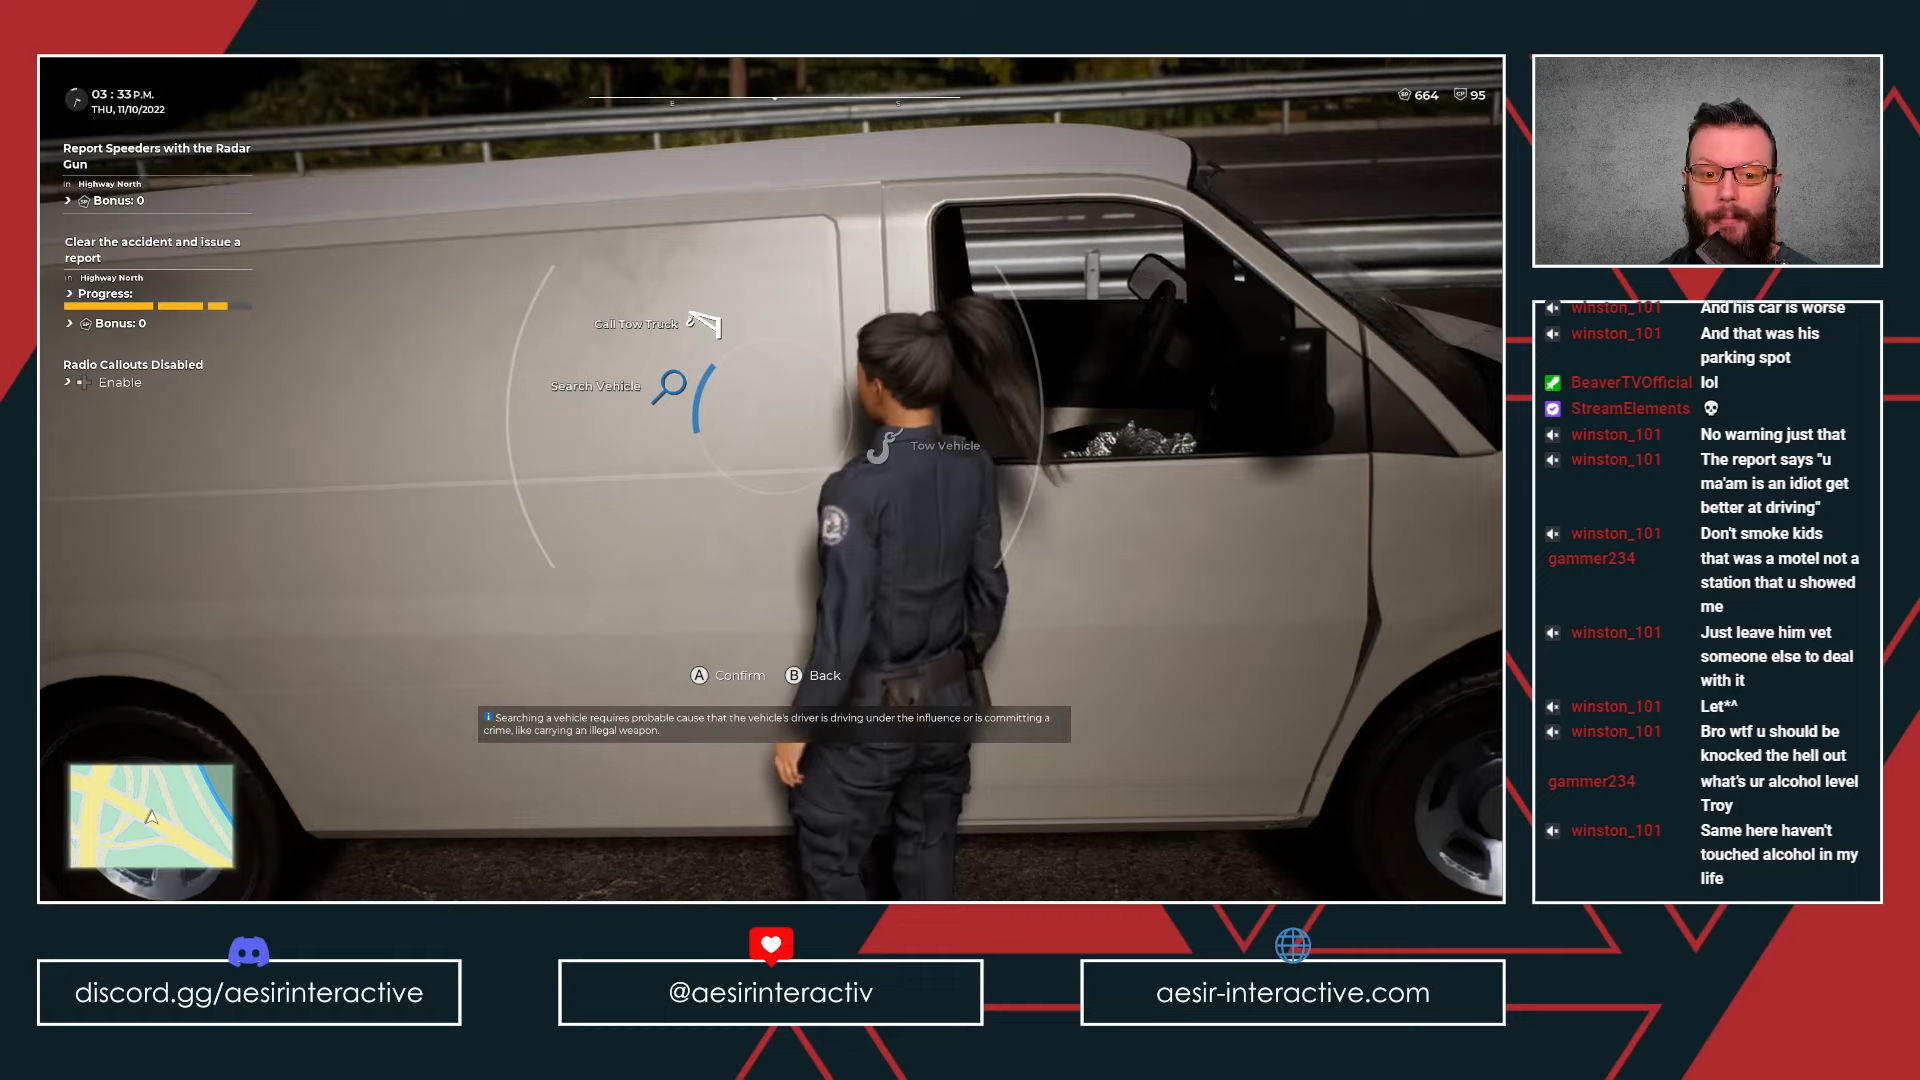 03 : 33 P.M.
THU, 11/10/2022
E
S
SP 664
CP 95
Report Speeders with the Radar
Gun
in Highway North
> SP Bonus: 0
Clear the accident and issue a
report
in Highway North
> Progress:
> SP Bonus: 0
Radio Callouts Disabled
> Enable
Call Tow Truck
Search Vehicle
Tow Vehicle
A Confirm B Back
Searching a vehicle requires probable cause that the vehicle's driver is driving under the influence or is committing a
crime, like carrying an illegal weapon.
winston_101 And his car is worse
winston_101 And that was his
parking spot
BeaverTVOfficial lol
StreamElements 💀
winston_101 No warning just that
winston_101 The report says "u
ma'am is an idiot get
better at driving"
winston_101 Don't smoke kids
gammer234 that was a motel not a
station that u showed
me
winston_101 Just leave him vet
someone else to deal
with it
winston_101 Let*^
winston_101 Bro wtf u should be
knocked the hell out
gammer234 what's ur alcohol level
Troy
winston_101 Same here haven't
touched alcohol in my
life
discord.gg/aesirinteractive
@aesirinteractiv
aesir-interactive.com